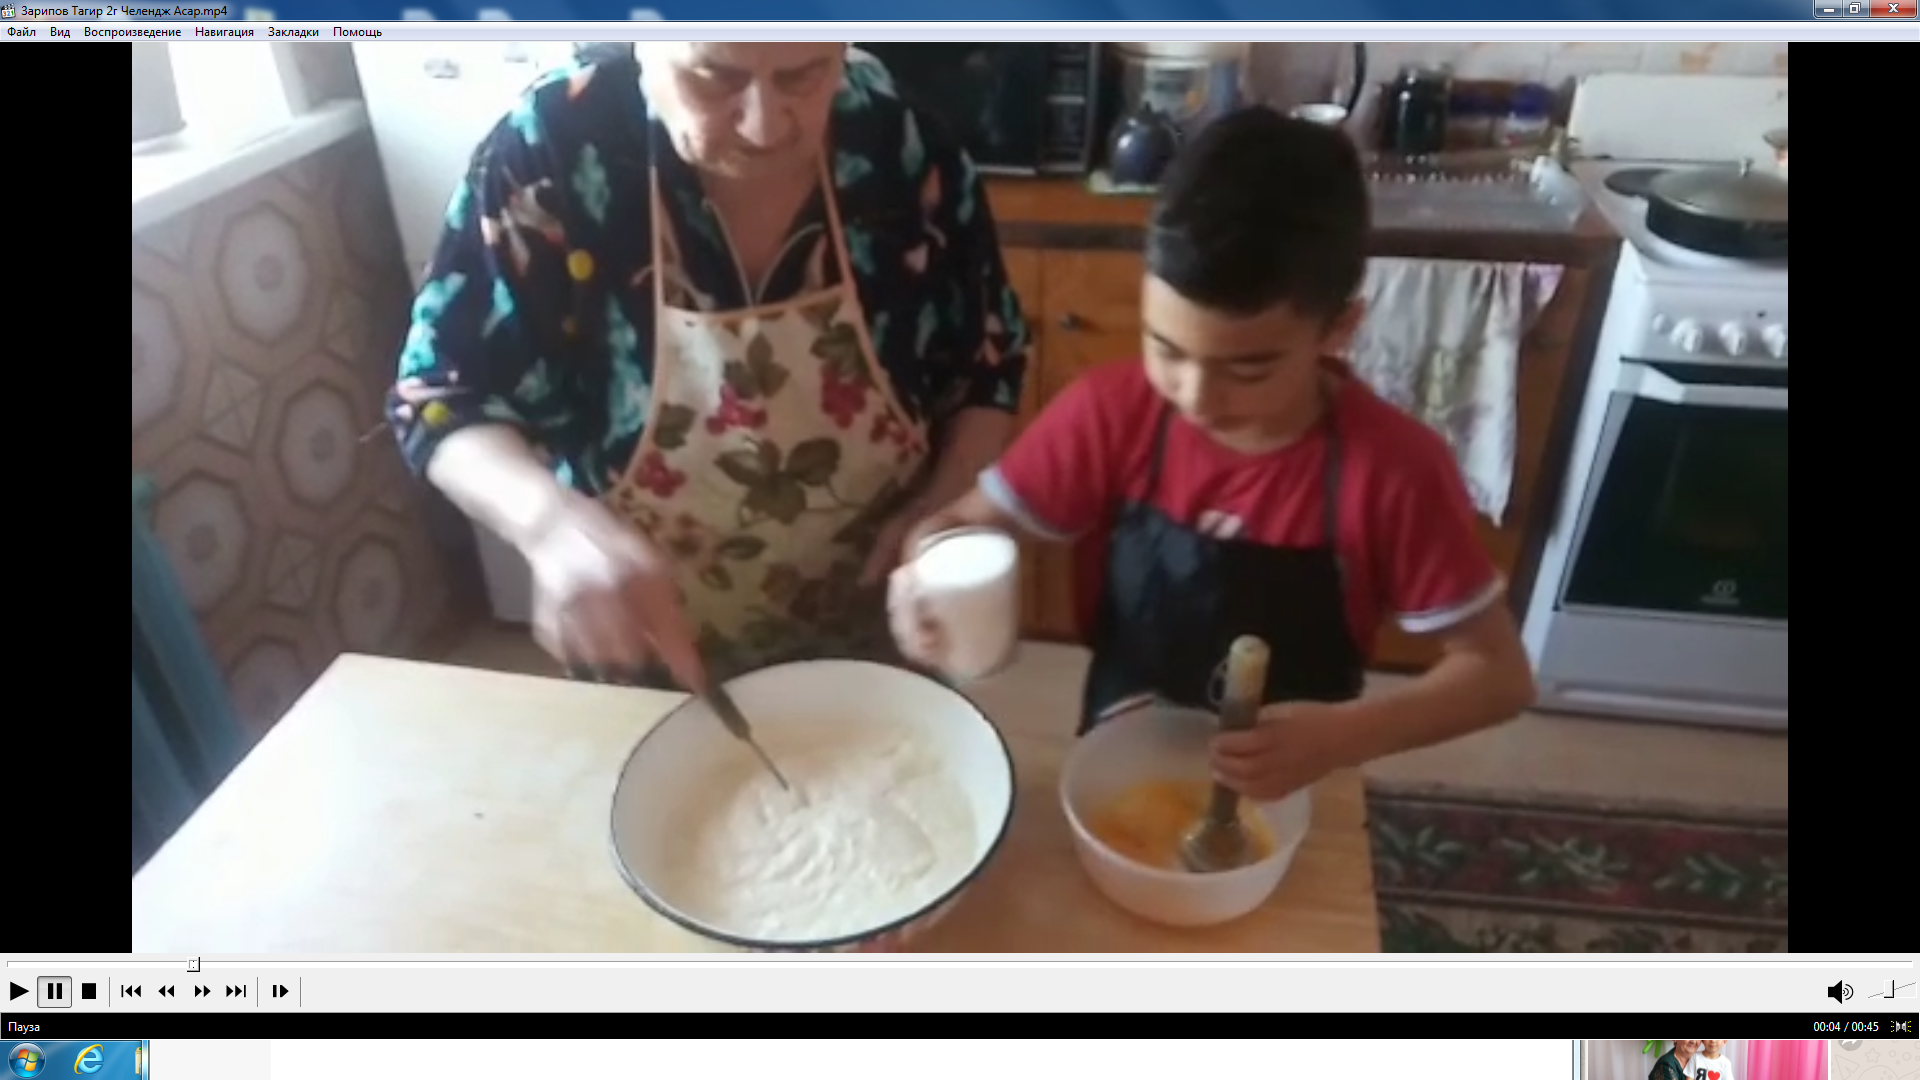 Зарипов Тагир 2г Челендж Асар.mp4
Файл Вид Воспроизведение Навигация Закладки Помощь
Пауза
00:04 / 00:45
Я